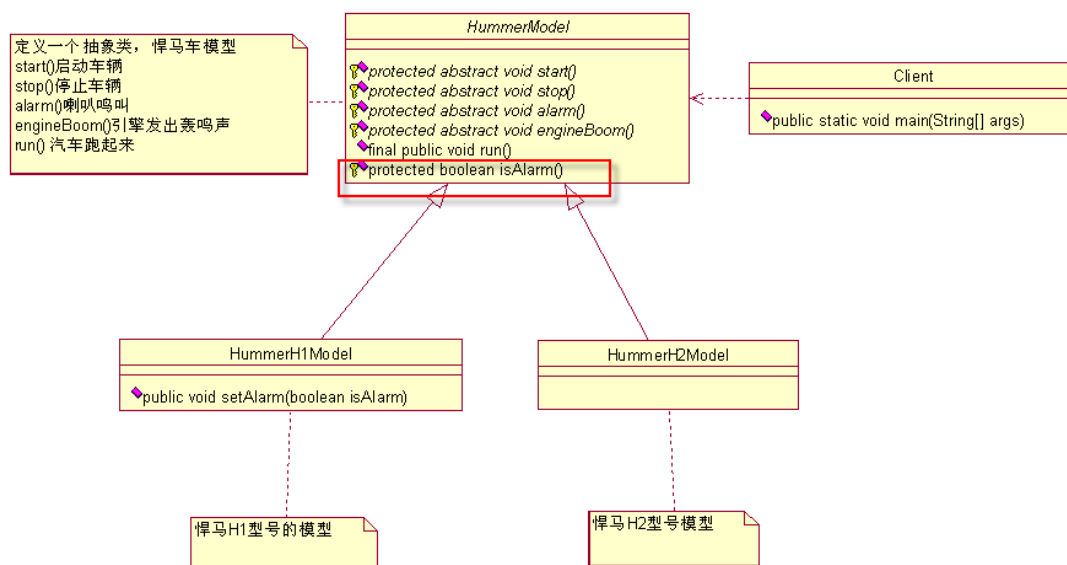 定义一个抽象类，悍马车模型
start()启动车辆
stop()停止车辆
alarm()喇叭鸣叫
engineBoom()引擎发出轰鸣声
run() 汽车跑起来
HummerModel
protected abstract void start()
protected abstract void stop()
protected abstract void alarm()
protected abstract void engineBoom()
final public void run()
protected boolean isAlarm()
Client
public static void main(String[] args)
HummerH1Model
public void setAlarm(boolean isAlarm)
HummerH2Model
悍马H1型号的模型
悍马H2型号模型